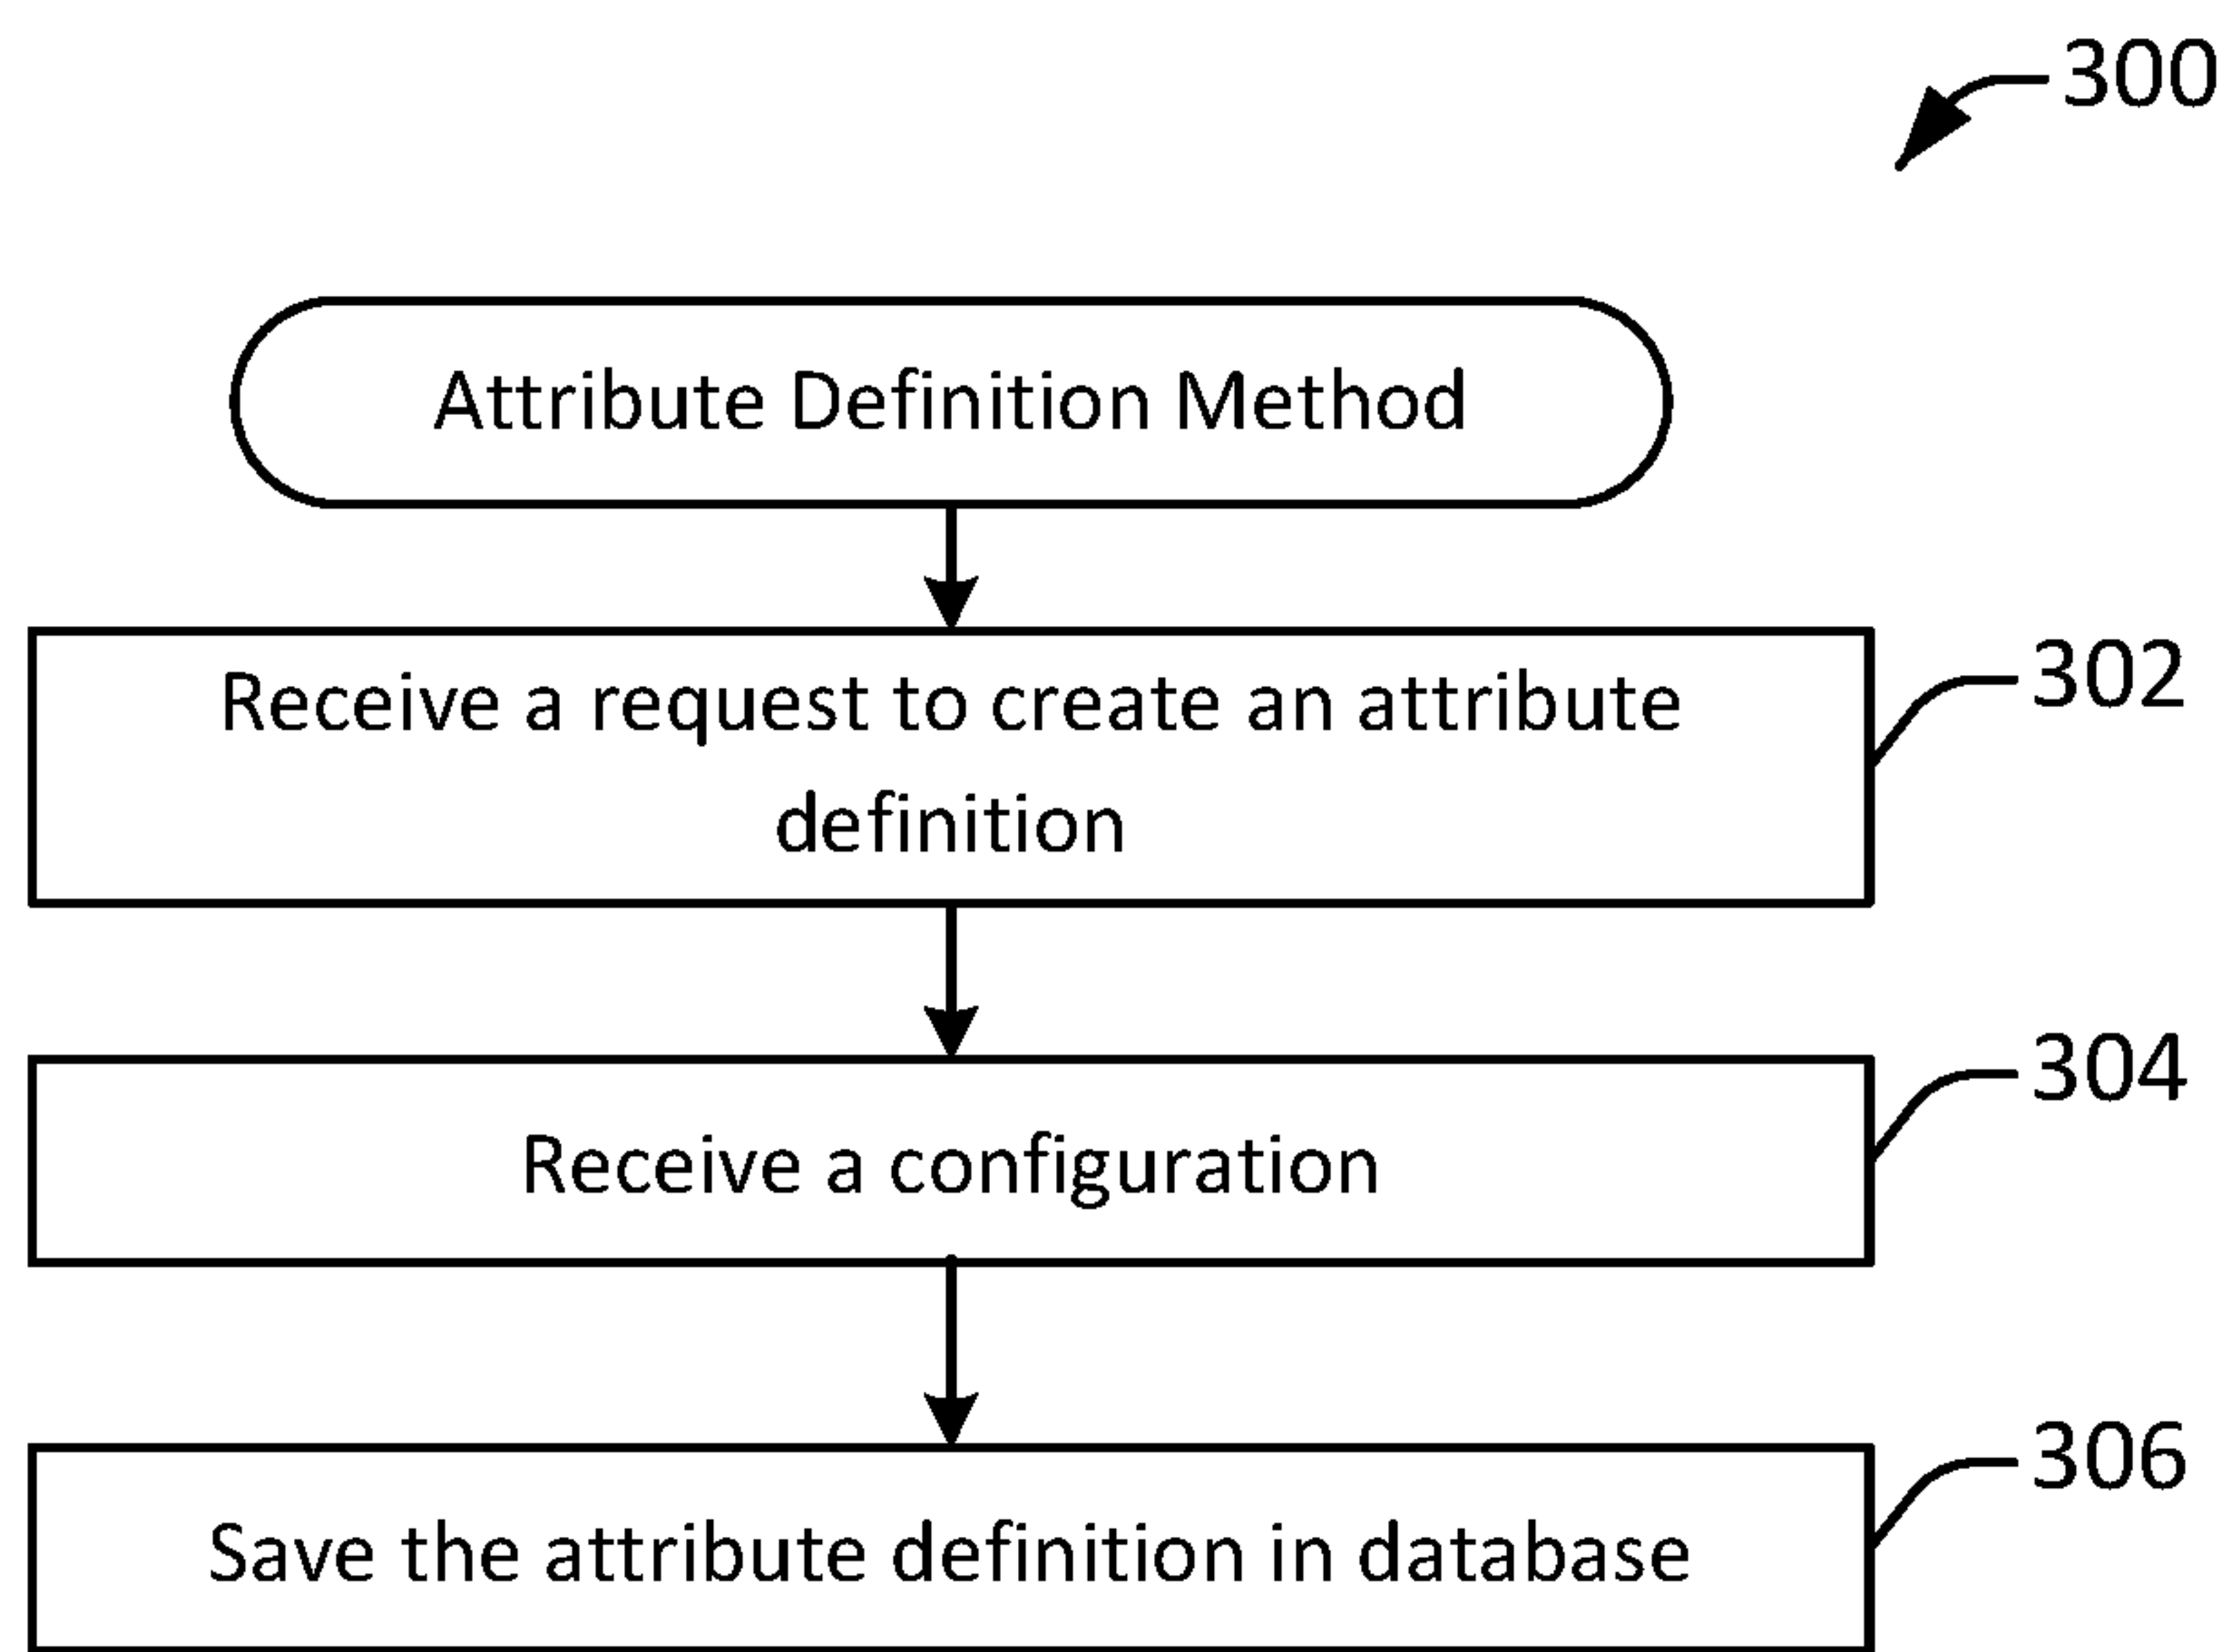 300
Attribute Definition Method
Receive a request to create an attribute
definition
302
Receive a configuration
304
Save the attribute definition in database
306